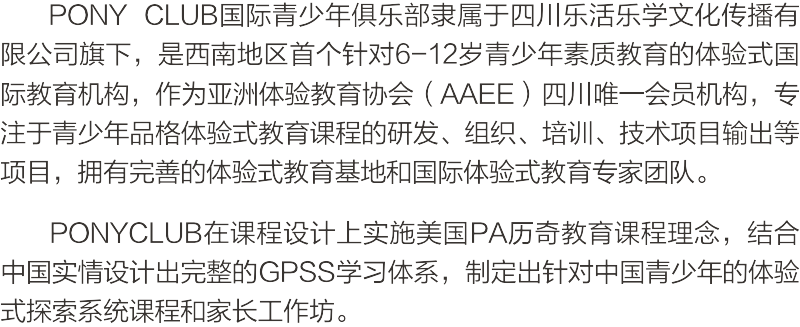 PONY CLUB国际青少年俱乐部隶属于四川乐活乐学文化传播有
限公司旗下，是西南地区首个针对6-12岁青少年素质教育的体验式国
际教育机构，作为亚洲体验教育协会（AAEE）四川唯一会员机构，专
注于青少年品格体验式教育课程的研发、组织、培训、技术项目输出等
项目，拥有完善的体验式教育基地和国际体验式教育专家团队。
PONYCLUB在课程设计上实施美国PA历奇教育课程理念，结合
中国实情设计出完整的GPSS学习体系，制定出针对中国青少年的体验
式探索系统课程和家长工作坊。